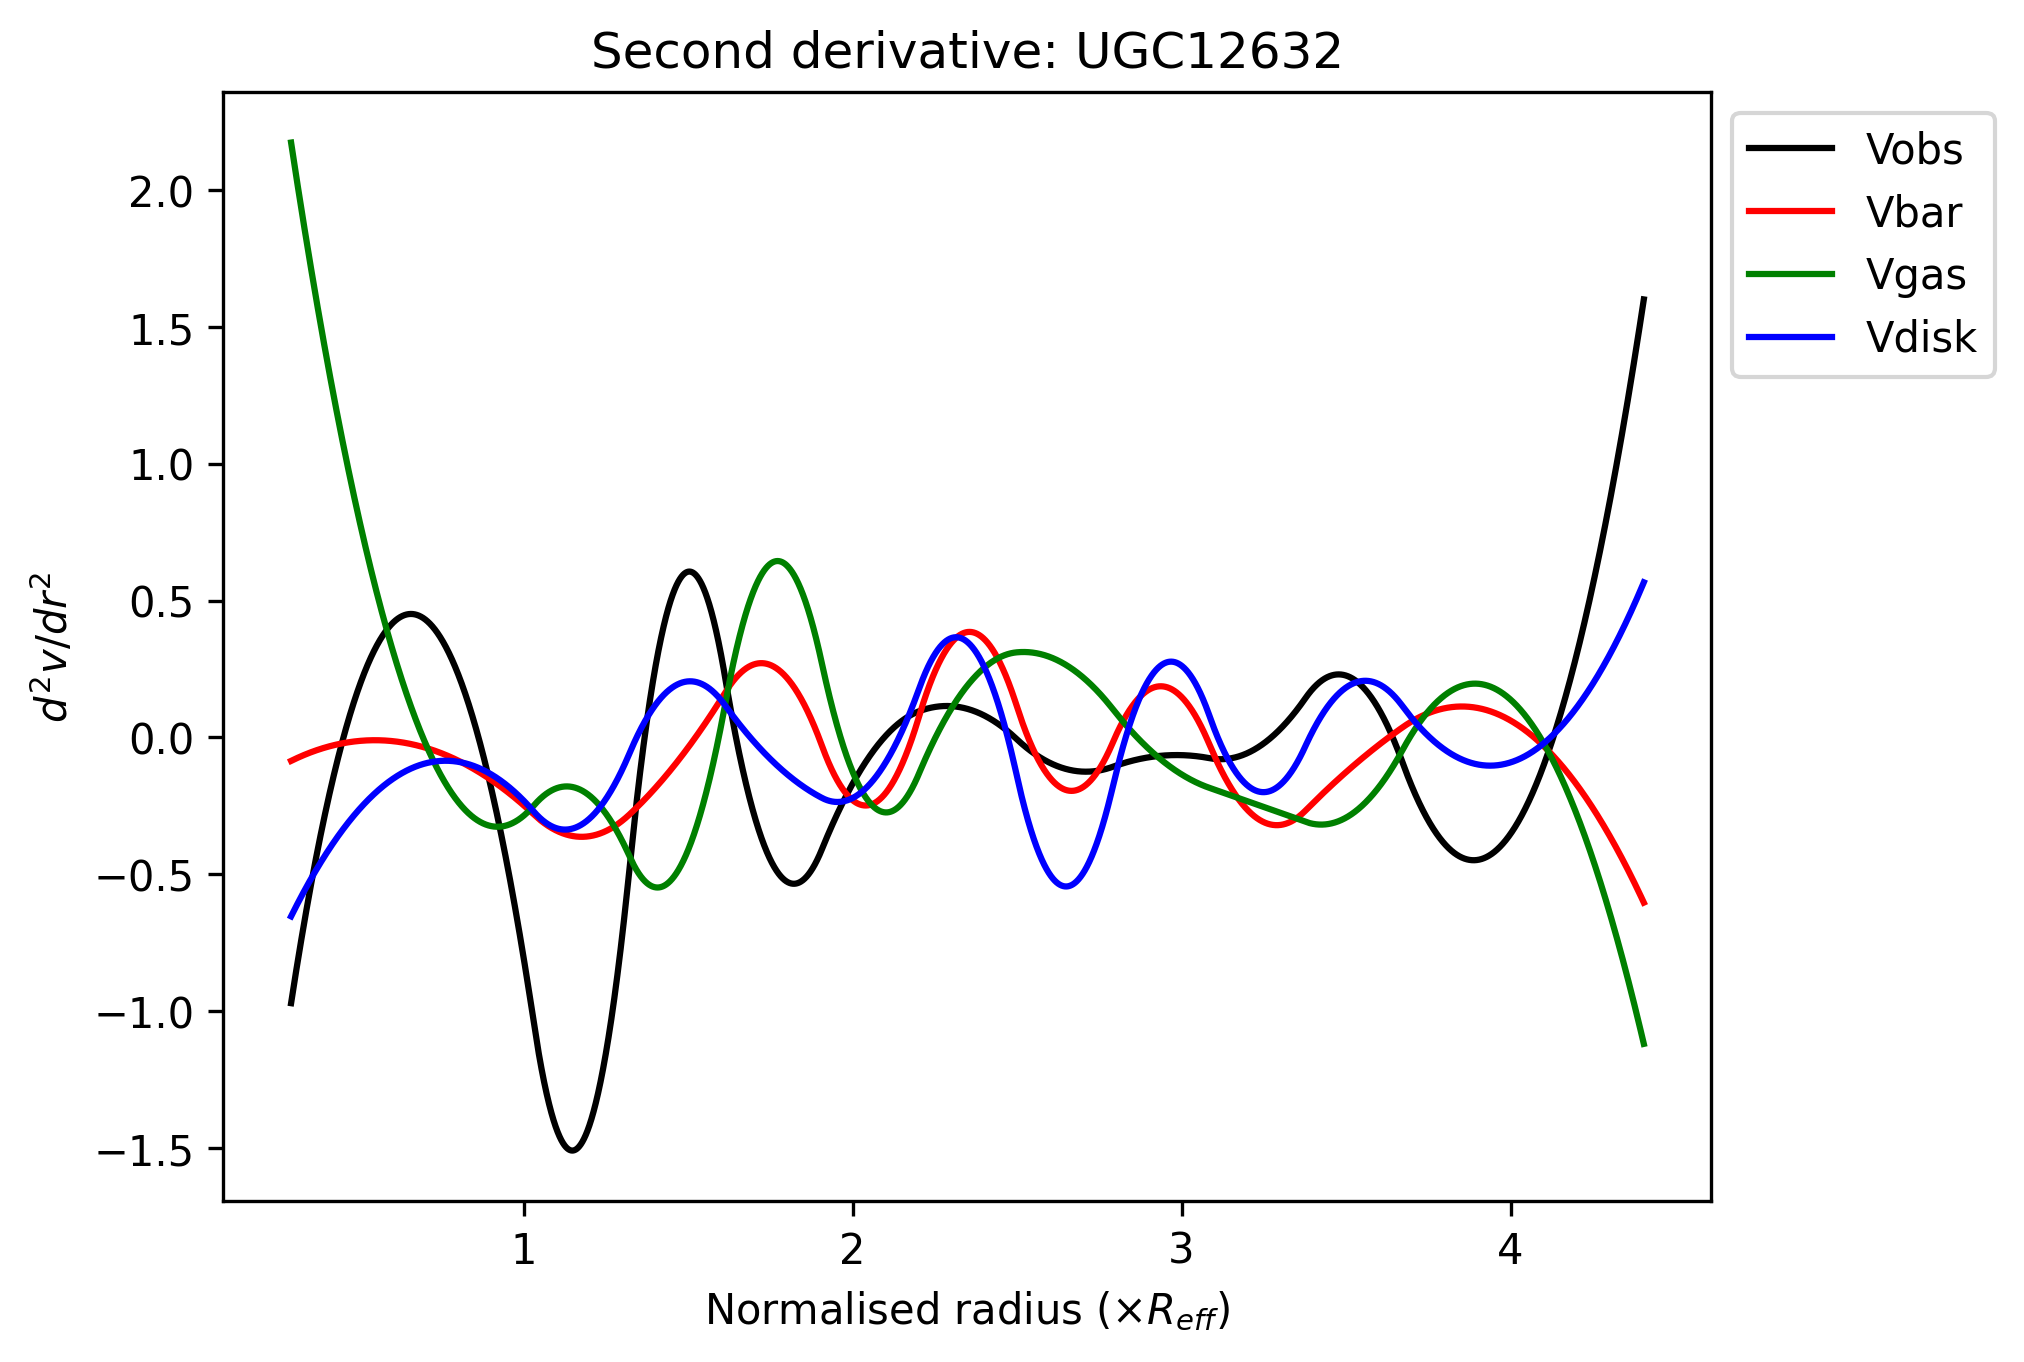 Second derivative: UGC12632
Vobs
Vbar
Vgas
Vdisk
2.0
1.5
1.0
0.5
0.0
−0.5
−1.0
−1.5
d²v/dr²
1 2 3 4
Normalised radius (×R_eff)